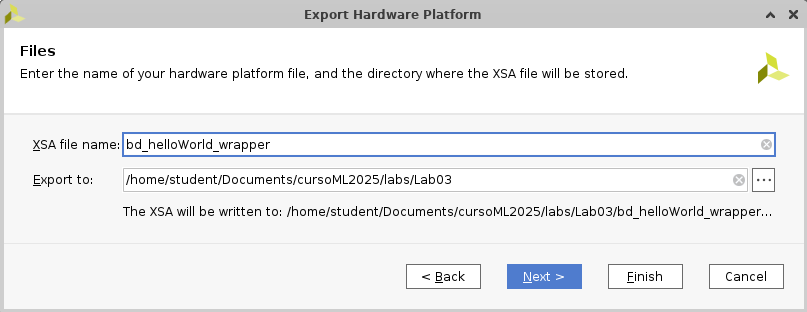 Export Hardware Platform
Files
Enter the name of your hardware platform file, and the directory where the XSA file will be stored.
XSA file name: bd_helloWorld_wrapper
Export to: /home/student/Documents/cursoML2025/labs/Lab03
The XSA will be written to: /home/student/Documents/cursoML2025/labs/Lab03/bd_helloWorld_wrapper...
< Back Next > Finish Cancel